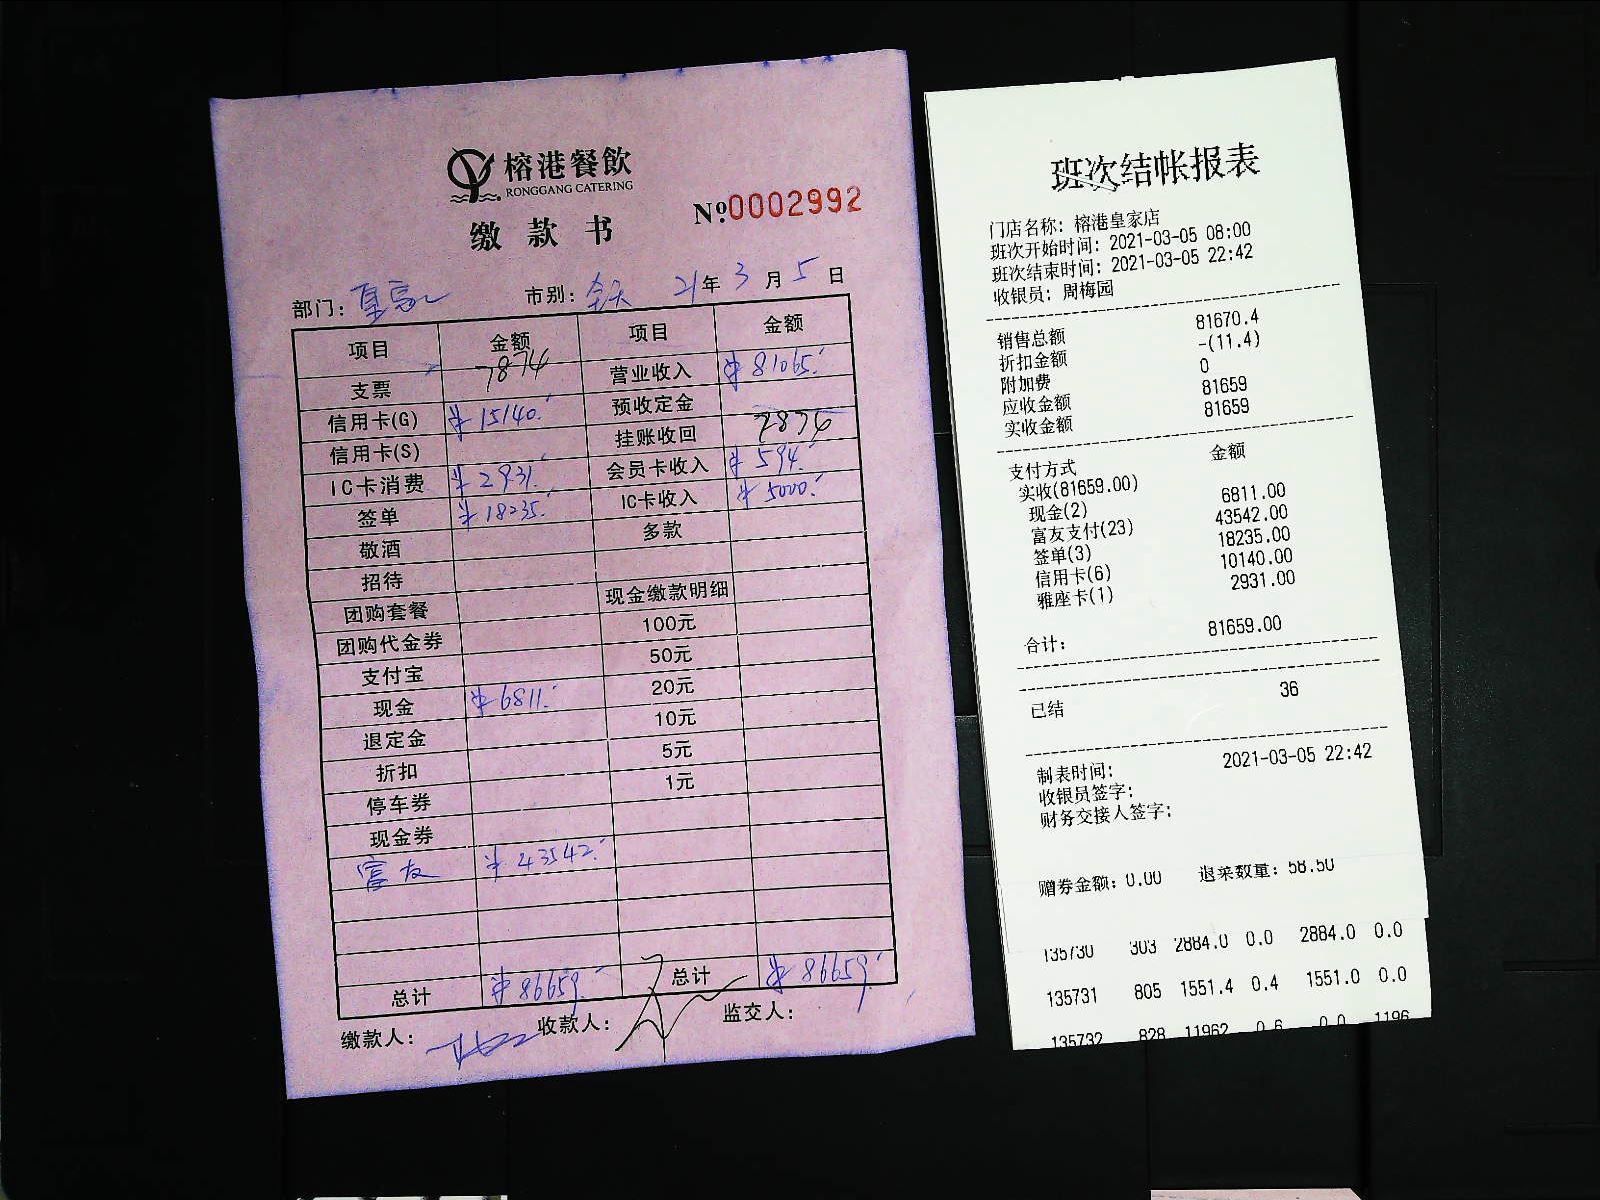 榕港餐飲
RONGGANG CATERING
缴款书
No.0002992
部门：皇家 市别：全天 21年3月5日
项目 金额 项目 金额
支票 7874 营业收入 ¥81065.
信用卡(G) ¥15140. 预收定金
信用卡(S) 挂账收回 7874
IC卡消费 ¥2931. 会员卡收入 ¥594.
签单 ¥18235. IC卡收入 ¥5000.
敬酒 多款
招待
团购套餐 现金缴款明细
团购代金券 100元
支付宝 50元
现金 ¥6811. 20元
退定金 10元
折扣 5元
停车券 1元
现金券
富友 ¥43542.
总计 ¥86659. 总计 ¥86659.
缴款人： 收款人： 监交人：
班次结帐报表
门店名称：榕港皇家店
班次开始时间：2021-03-05 08:00
班次结束时间：2021-03-05 22:42
收银员：周梅园
销售总额 81670.4
折扣金额 -(11.4)
附加费 0
应收金额 81659
实收金额 81659
支付方式 金额
实收(81659.00)
现金(2) 6811.00
富友支付(23) 43542.00
签单(3) 18235.00
信用卡(6) 10140.00
雅座卡(1) 2931.00
合计： 81659.00
已结 36
制表时间： 2021-03-05 22:42
收银员签字：
财务交接人签字：
赠券金额：0.00 退菜数量：58.50
135730 303 2884.0 0.0 2884.0 0.0
135731 805 1551.4 0.4 1551.0 0.0
135732 828 11962 0.6 0.0 1196